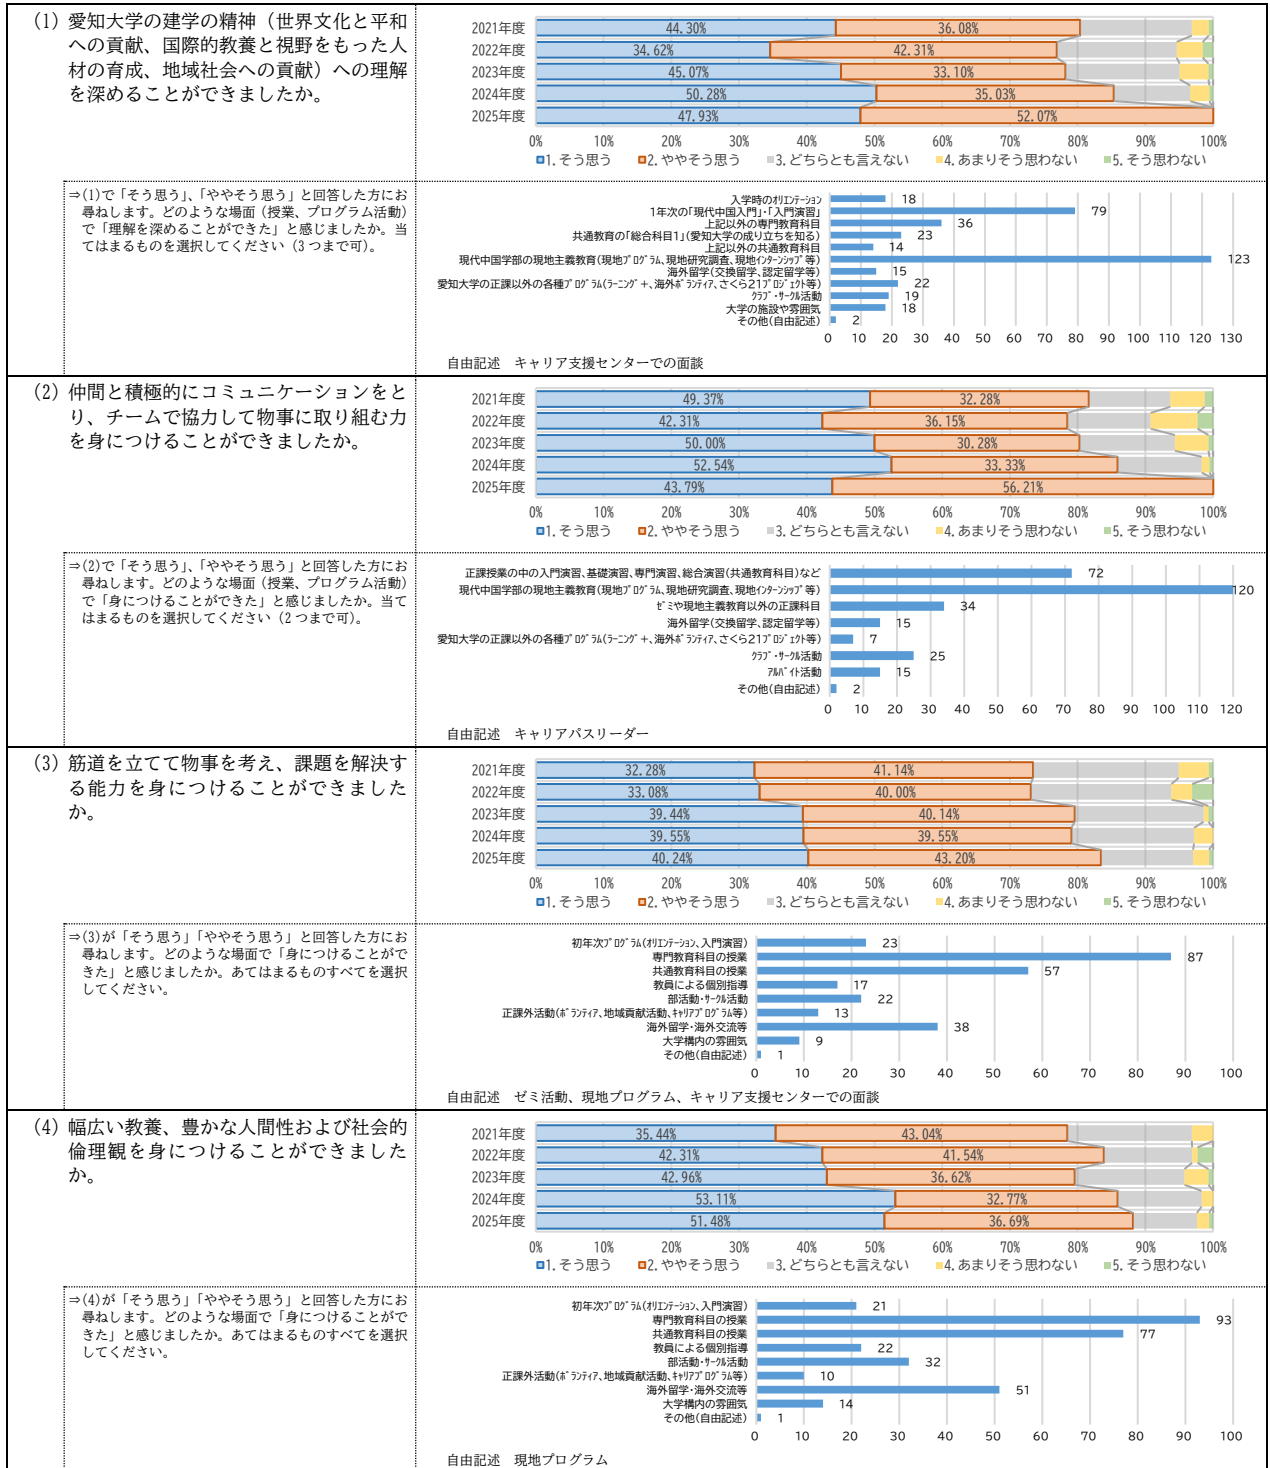 (1) 愛知大学の建学の精神（世界文化と平和
への貢献、国際的教養と視野をもった人
材の育成、地域社会への貢献）への理解
を深めることができましたか。
2021年度 44.30% 36.08%
2022年度 34.62% 42.31%
2023年度 45.07% 33.10%
2024年度 50.28% 35.03%
2025年度 47.93% 52.07%
0% 10% 20% 30% 40% 50% 60% 70% 80% 90% 100%
1.そう思う 2.ややそう思う 3.どちらとも言えない 4.あまりそう思わない 5.そう思わない
⇒(1)で「そう思う」、「ややそう思う」と回答した方にお
尋ねします。どのような場面（授業、プログラム活動）
で「理解を深めることができた」と感じましたか。当
てはまるものを選択してください（3つまで可）。
入学時のオリエンテーション 18
1年次の「現代中国入門」・「入門演習」 79
上記以外の専門教育科目 36
共通教育の「総合科目1」(愛知大学の成り立ちを知る) 23
上記以外の共通教育科目 14
現代中国学部の現地主義教育(現地プログラム、現地研究調査、現地インターンシップ等) 123
海外留学(交換留学、認定留学等) 15
愛知大学の正課以外の各種プログラム(ラーニング+、海外ボランティア、さくら21プロジェクト等) 22
クラブ・サークル活動 19
大学の施設や雰囲気 18
その他(自由記述) 2
0 10 20 30 40 50 60 70 80 90 100 110 120 130
自由記述 キャリア支援センターでの面談
(2) 仲間と積極的にコミュニケーションをと
り、チームで協力して物事に取り組む力
を身につけることができましたか。
2021年度 49.37% 32.28%
2022年度 42.31% 36.15%
2023年度 50.00% 30.28%
2024年度 52.54% 33.33%
2025年度 43.79% 56.21%
0% 10% 20% 30% 40% 50% 60% 70% 80% 90% 100%
1.そう思う 2.ややそう思う 3.どちらとも言えない 4.あまりそう思わない 5.そう思わない
⇒(2)で「そう思う」、「ややそう思う」と回答した方にお
尋ねします。どのような場面（授業、プログラム活動）
で「身につけることができた」と感じましたか。当て
はまるものを選択してください（2つまで可）。
正課授業の中の入門演習、基礎演習、専門演習、総合演習(共通教育科目)など 72
現代中国学部の現地主義教育(現地プログラム、現地研究調査、現地インターンシップ等) 120
ゼミや現地主義教育以外の正課科目 34
海外留学(交換留学、認定留学等) 15
愛知大学の正課以外の各種プログラム(ラーニング+、海外ボランティア、さくら21プロジェクト等) 7
クラブ・サークル活動 25
アルバイト活動 15
その他(自由記述) 2
0 10 20 30 40 50 60 70 80 90 100 110 120
自由記述 キャリアパスリーダー
(3) 筋道を立てて物事を考え、課題を解決す
る能力を身につけることができました
か。
2021年度 32.28% 41.14%
2022年度 33.08% 40.00%
2023年度 39.44% 40.14%
2024年度 39.55% 39.55%
2025年度 40.24% 43.20%
0% 10% 20% 30% 40% 50% 60% 70% 80% 90% 100%
1.そう思う 2.ややそう思う 3.どちらとも言えない 4.あまりそう思わない 5.そう思わない
⇒(3)が「そう思う」「ややそう思う」と回答した方にお
尋ねします。どのような場面で「身につけることがで
きた」と感じましたか。あてはまるものすべてを選択
してください。
初年次プログラム(オリエンテーション、入門演習) 23
専門教育科目の授業 87
共通教育科目の授業 57
教員による個別指導 17
部活動・サークル活動 22
正課外活動(ボランティア、地域貢献活動、キャリアプログラム等) 13
海外留学・海外交流等 38
大学構内の雰囲気 9
その他(自由記述) 1
0 10 20 30 40 50 60 70 80 90 100
自由記述 ゼミ活動、現地プログラム、キャリア支援センターでの面談
(4) 幅広い教養、豊かな人間性および社会的
倫理観を身につけることができました
か。
2021年度 35.44% 43.04%
2022年度 42.31% 41.54%
2023年度 42.96% 36.62%
2024年度 53.11% 32.77%
2025年度 51.48% 36.69%
0% 10% 20% 30% 40% 50% 60% 70% 80% 90% 100%
1.そう思う 2.ややそう思う 3.どちらとも言えない 4.あまりそう思わない 5.そう思わない
⇒(4)が「そう思う」「ややそう思う」と回答した方にお
尋ねします。どのような場面で「身につけることがで
きた」と感じましたか。あてはまるものすべてを選択
してください。
初年次プログラム(オリエンテーション、入門演習) 21
専門教育科目の授業 93
共通教育科目の授業 77
教員による個別指導 22
部活動・サークル活動 32
正課外活動(ボランティア、地域貢献活動、キャリアプログラム等) 10
海外留学・海外交流等 51
大学構内の雰囲気 14
その他(自由記述) 1
0 10 20 30 40 50 60 70 80 90 100
自由記述 現地プログラム